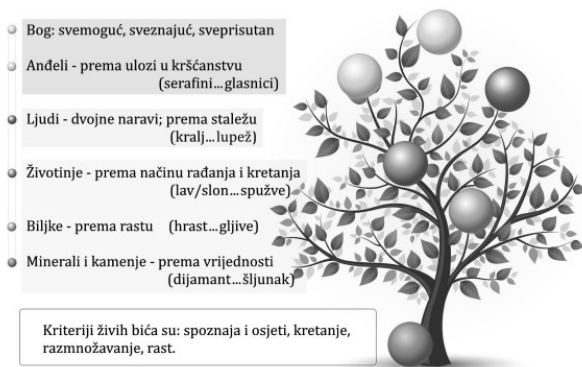 Bog: svemoguć, sveznajuć, sveprisutan
Anđeli - prema ulozi u kršćanstvu
(serafini...glasnici)
Ljudi - dvojne naravi; prema staležu
(kralj...lupež)
Životinje - prema načinu rađanja i kretanja
(lav/slon...spužve)
Biljke - prema rastu (hrast...gljive)
Minerali i kamenje - prema vrijednosti
(dijamant...šljunak)
Kriteriji živih bića su: spoznaja i osjeti, kretanje,
razmnožavanje, rast.